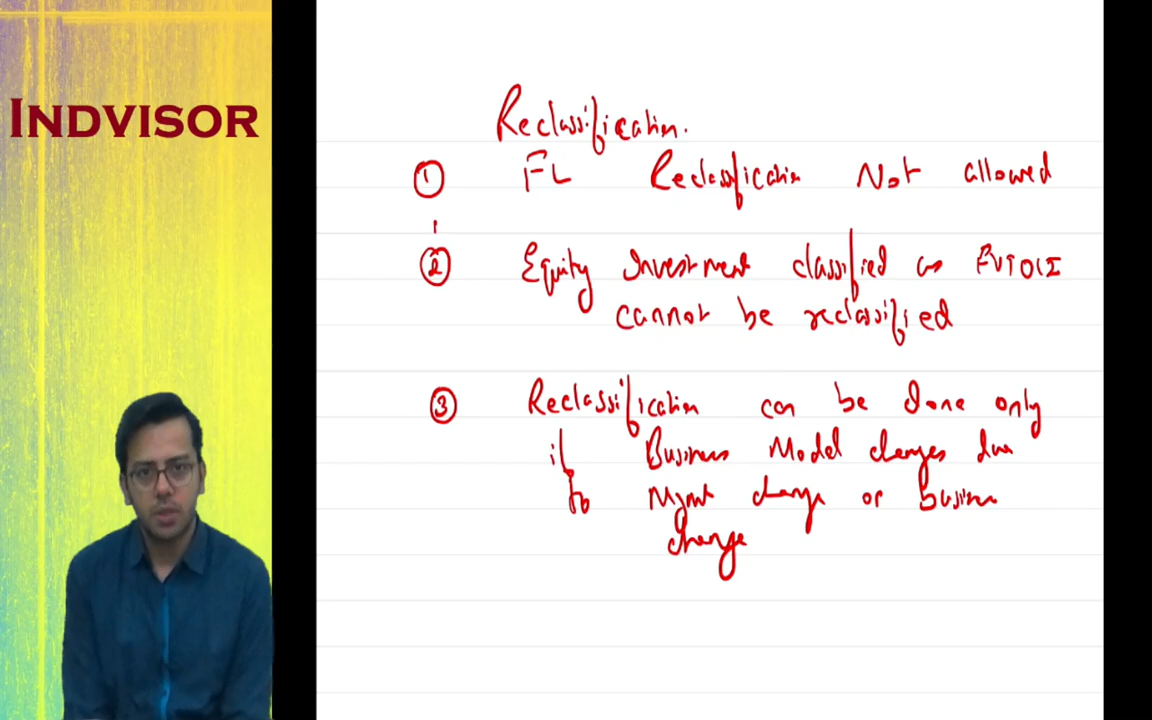 INDVISOR
Reclassification.
① FL Reclassification Not allowed
② Equity Investment classified as FVTOCI
cannot be reclassified
③ Reclassification can be done only
if Business Model changes due
to Mgmt change or business
change